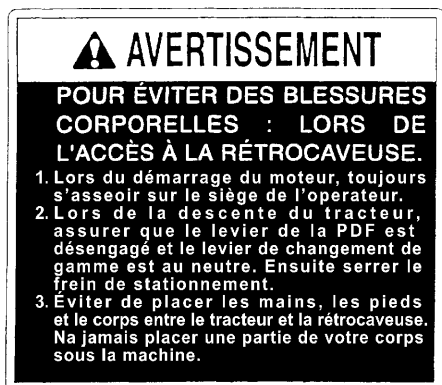 AVERTISSEMENT
POUR ÉVITER DES BLESSURES
CORPORELLES : LORS DE
L'ACCÈS À LA RÉTROCAVEUSE.
1. Lors du démarrage du moteur, toujours
s'asseoir sur le siège de l'operateur.
2. Lors de la descente du tracteur,
assurer que le levier de la PDF est
désengagé et le levier de changement de
gamme est au neutre. Ensuite serrer le
frein de stationnement.
3. Éviter de placer les mains, les pieds
et le corps entre le tracteur et la rétrocaveuse.
Na jamais placer une partie de votre corps
sous la machine.